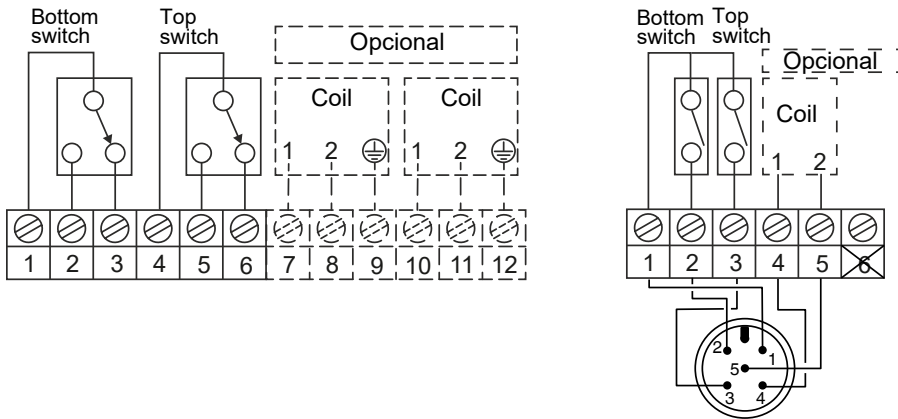 Bottom
switch
Top
switch
Opcional
Coil
Coil
1 2
1 2
1 2 3 4 5 6 7 8 9 10 11 12
Bottom
switch
Top
switch
Opcional
Coil
1 2
1 2 3 4 5 6
2 1
5
3 4